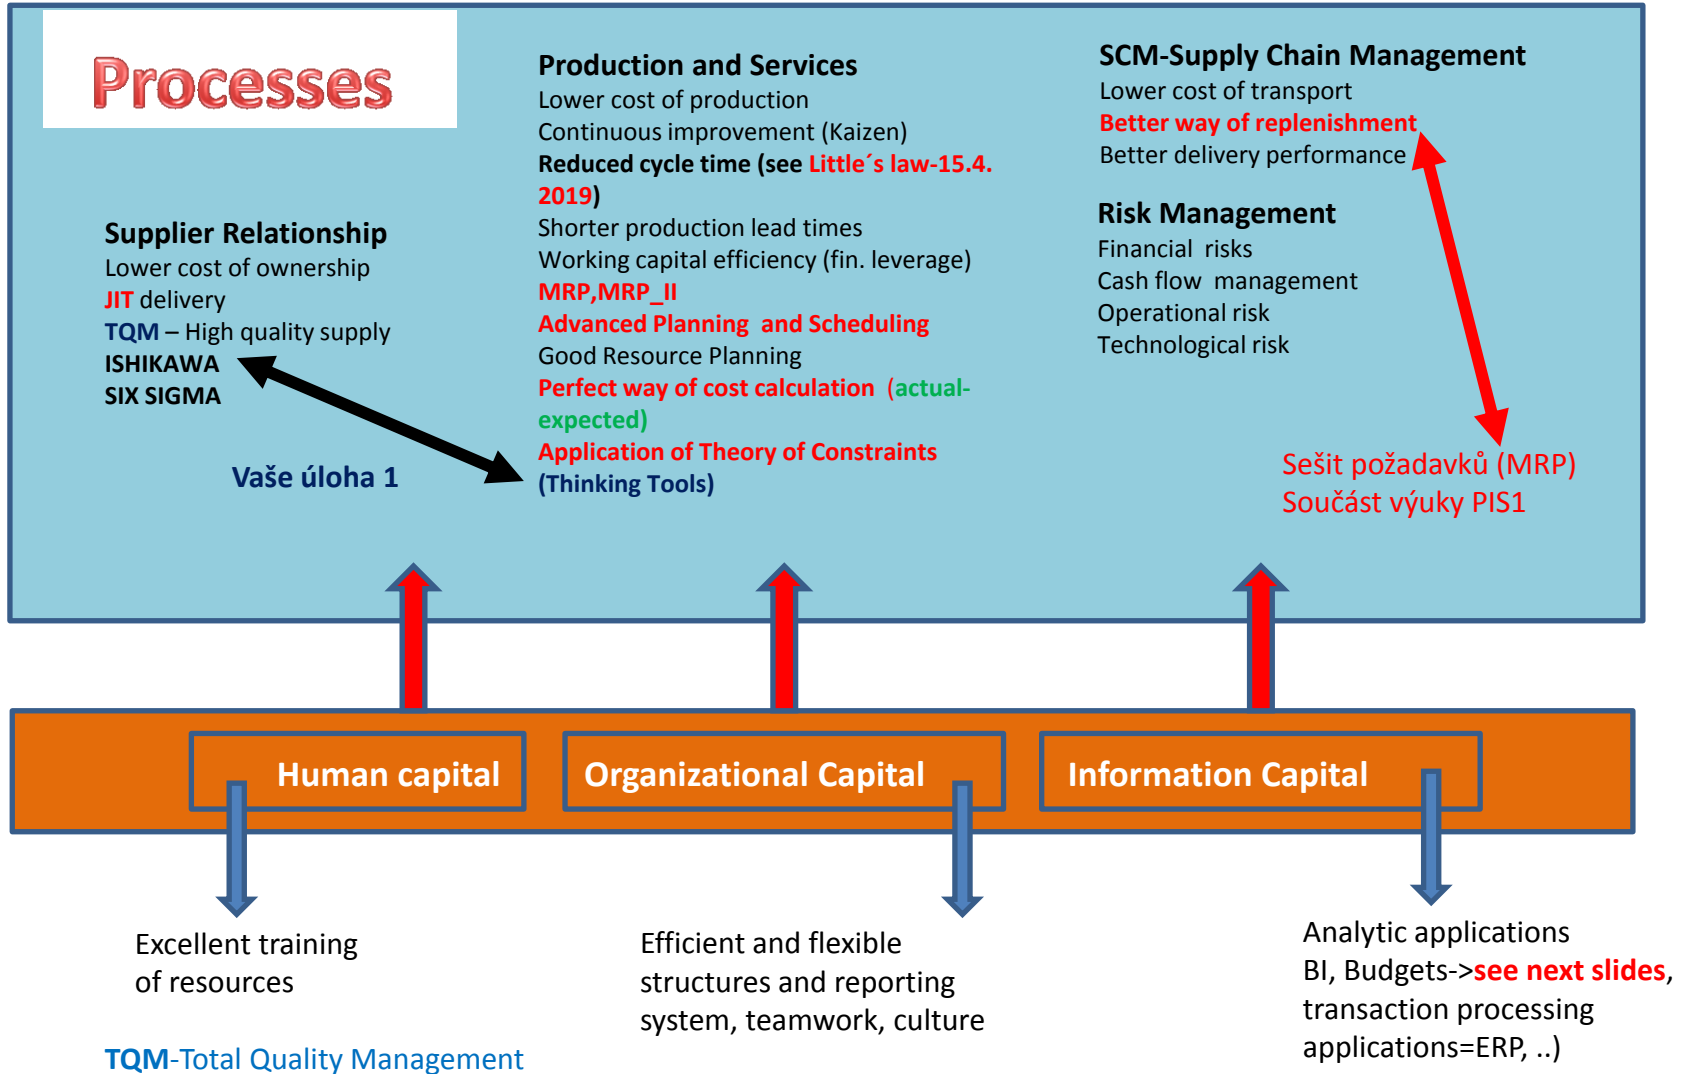 Processes
Supplier Relationship
Lower cost of ownership
JIT delivery
TQM – High quality supply
ISHIKAWA
SIX SIGMA
Vaše úloha 1
Production and Services
Lower cost of production
Continuous improvement (Kaizen)
Reduced cycle time (see Little´s law-15.4.
2019)
Shorter production lead times
Working capital efficiency (fin. leverage)
MRP,MRP_II
Advanced Planning and Scheduling
Good Resource Planning
Perfect way of cost calculation (actual-
expected)
Application of Theory of Constraints
(Thinking Tools)
SCM-Supply Chain Management
Lower cost of transport
Better way of replenishment
Better delivery performance
Risk Management
Financial risks
Cash flow management
Operational risk
Technological risk
Sešit požadavků (MRP)
Součást výuky PIS1
Human capital
Organizational Capital
Information Capital
Excellent training
of resources
Efficient and flexible
structures and reporting
system, teamwork, culture
Analytic applications
BI, Budgets->see next slides,
transaction processing
applications=ERP, ..)
TQM-Total Quality Management